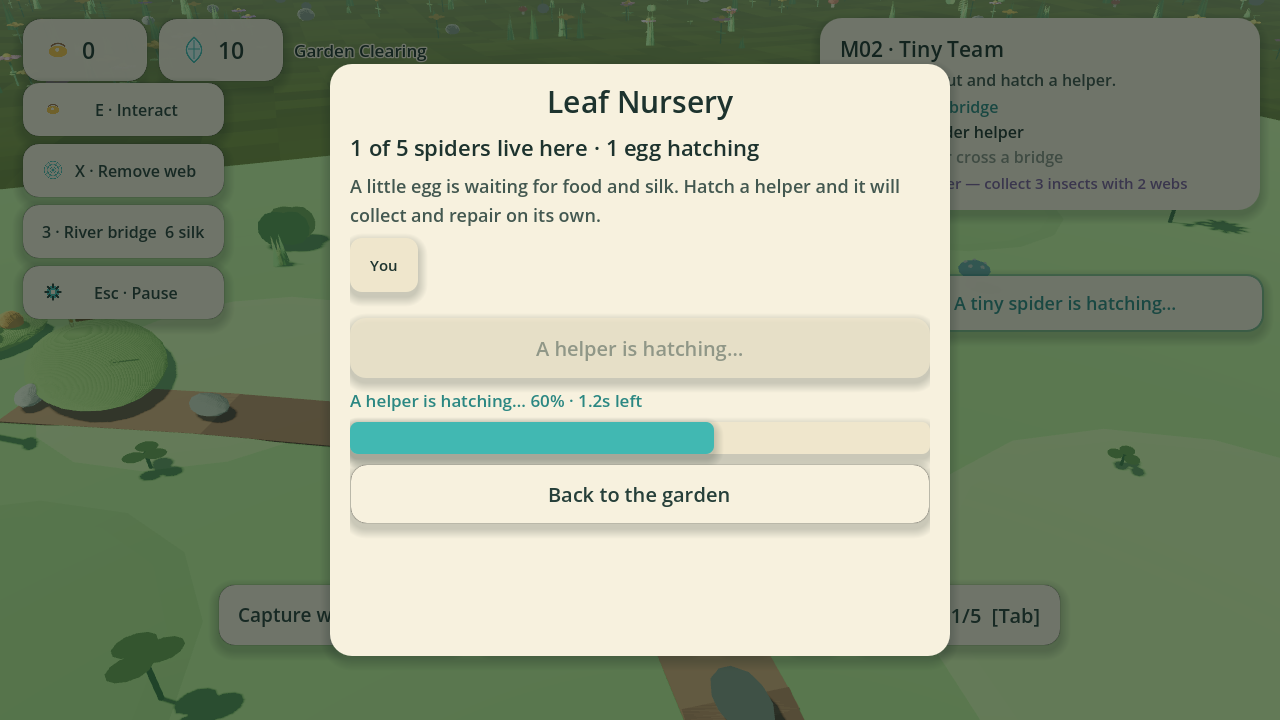 0
10
Garden Clearing
E · Interact
X · Remove web
3 · River bridge 6 silk
Esc · Pause
M02 · Tiny Team
and hatch a helper.
bridge
helper
cross a bridge
— collect 3 insects with 2 webs
A tiny spider is hatching...
Leaf Nursery
1 of 5 spiders live here · 1 egg hatching
A little egg is waiting for food and silk. Hatch a helper and it will
collect and repair on its own.
You
A helper is hatching...
A helper is hatching... 60% · 1.2s left
Back to the garden
Capture
1/5 [Tab]